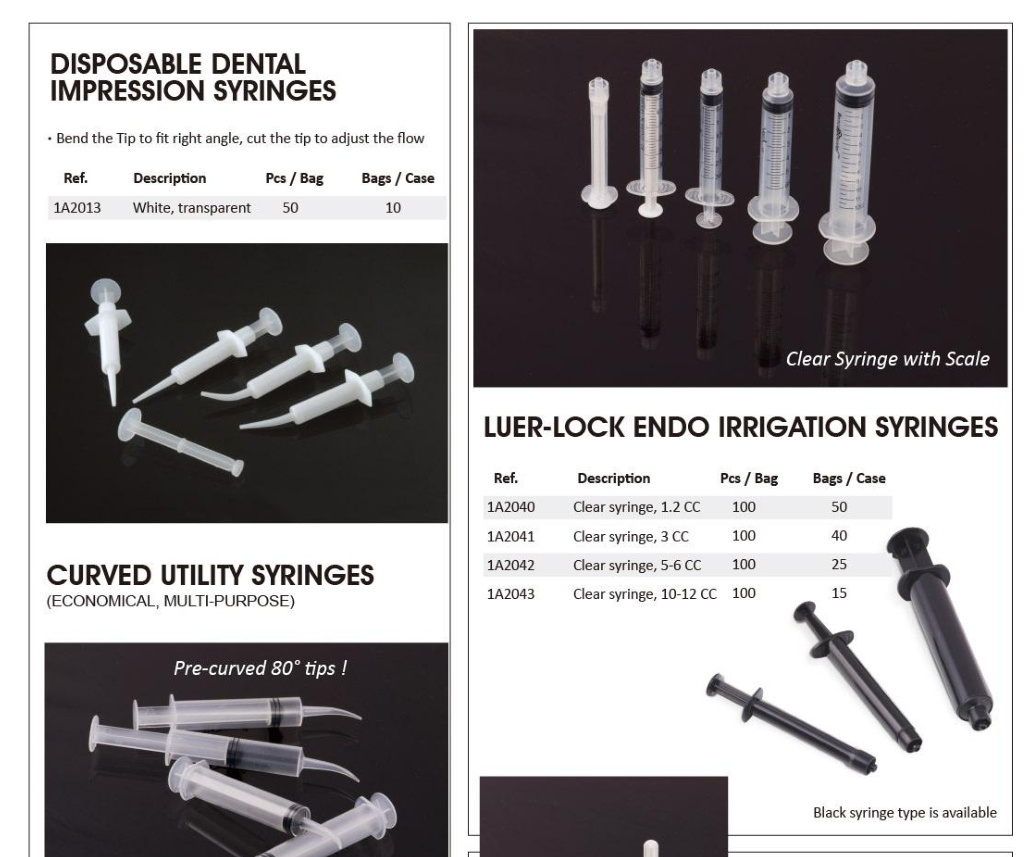 DISPOSABLE DENTAL
IMPRESSION SYRINGES
• Bend the Tip to fit right angle, cut the tip to adjust the flow
Ref. Description Pcs / Bag Bags / Case
1A2013 White, transparent 50 10
CURVED UTILITY SYRINGES
(ECONOMICAL, MULTI-PURPOSE)
Pre-curved 80° tips !
Clear Syringe with Scale
LUER-LOCK ENDO IRRIGATION SYRINGES
Ref. Description Pcs / Bag Bags / Case
1A2040 Clear syringe, 1.2 CC 100 50
1A2041 Clear syringe, 3 CC 100 40
1A2042 Clear syringe, 5-6 CC 100 25
1A2043 Clear syringe, 10-12 CC 100 15
Black syringe type is available